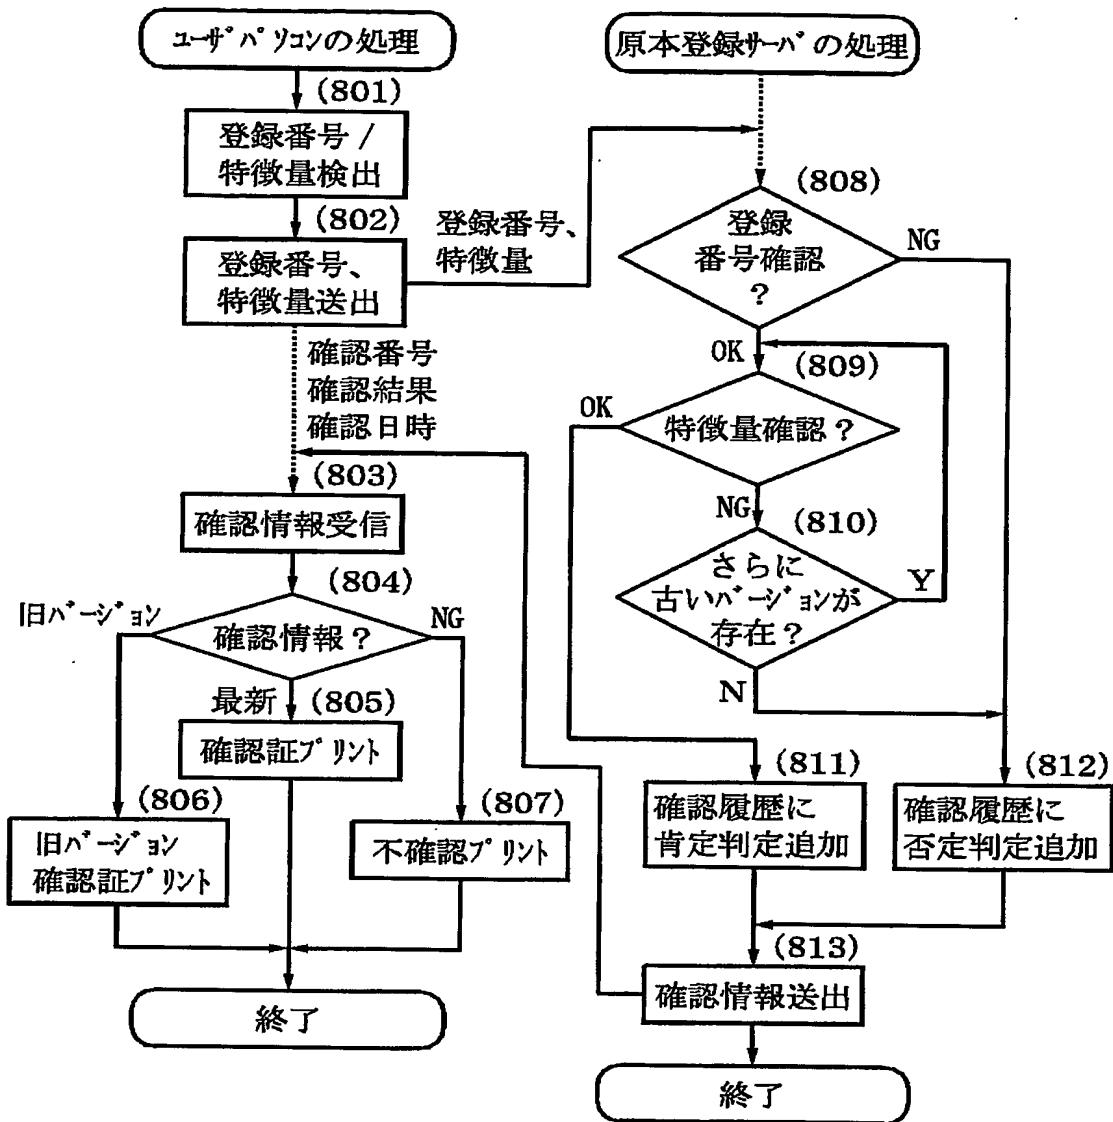 ユーザパソコンの処理
(801)
登録番号/
特徴量検出
(802)
登録番号、
特徴量送出
登録番号、
特徴量
確認番号
確認結果
確認日時
(803)
確認情報受信
(804)
確認情報?
旧バージョン
NG
最新
(805)
確認証プリント
(806)
旧バージョン
確認証プリント
(807)
不確認プリント
終了
原本登録サーバの処理
(808)
登録
番号確認
?
NG
OK
(809)
特徴量確認?
OK
NG
(810)
さらに
古いバージョンが
存在?
Y
N
(811)
確認履歴に
肯定判定追加
(812)
確認履歴に
否定判定追加
(813)
確認情報送出
終了